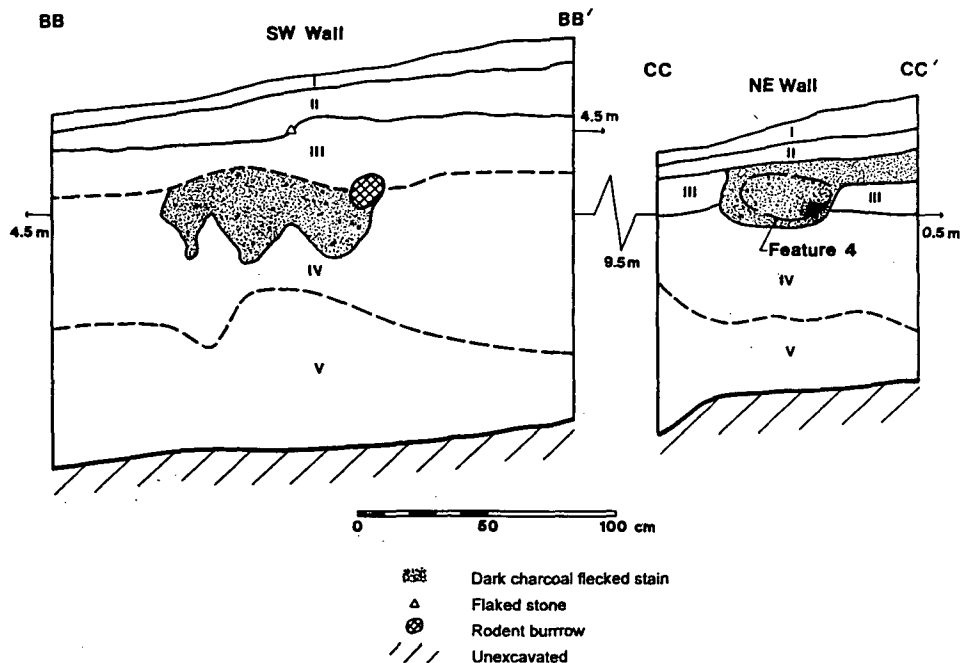 BB
SW Wall
BB′
I
II
III
IV
V
4.5 m
4.5 m
9.5 m
CC
NE Wall
CC′
I
II
III
III
Feature 4
IV
V
0.5 m
0 50 100 cm
Dark charcoal flecked stain
Flaked stone
Rodent burrrow
Unexcavated